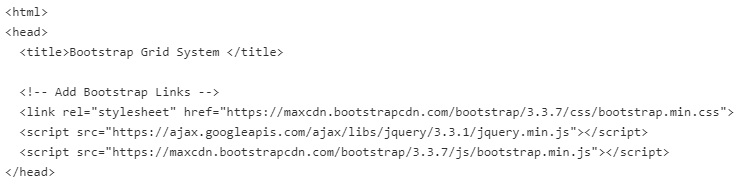 <html>
<head>
<title>Bootstrap Grid System </title>
<!-- Add Bootstrap Links -->
<link rel="stylesheet" href="https://maxcdn.bootstrapcdn.com/bootstrap/3.3.7/css/bootstrap.min.css">
<script src="https://ajax.googleapis.com/ajax/libs/jquery/3.3.1/jquery.min.js"></script>
<script src="https://maxcdn.bootstrapcdn.com/bootstrap/3.3.7/js/bootstrap.min.js"></script>
</head>